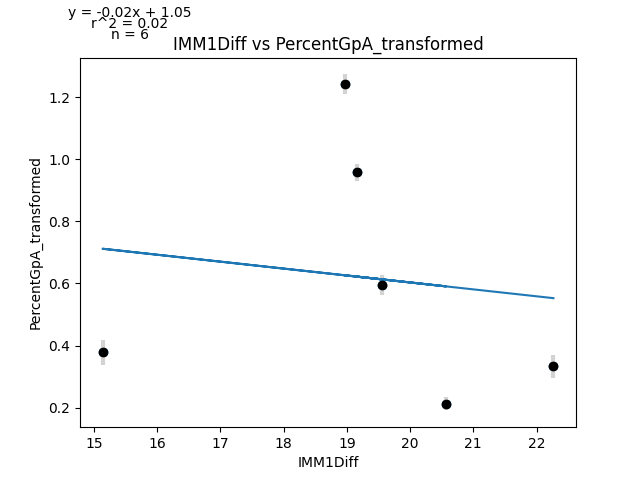 y = -0.02x + 1.05
r^2 = 0.02
n = 6
IMM1Diff vs PercentGpA_transformed
PercentGpA_transformed
1.2
1.0
0.8
0.6
0.4
0.2
15 16 17 18 19 20 21 22
IMM1Diff